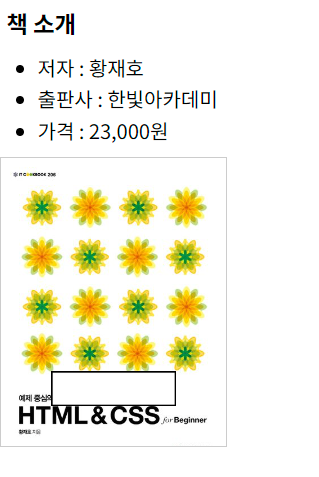 책 소개
저자 : 황재호
출판사 : 한빛아카데미
가격 : 23,000원
IT COOKBOOK 206
예제 중심의
HTML & CSS for Beginner
황재호 지음